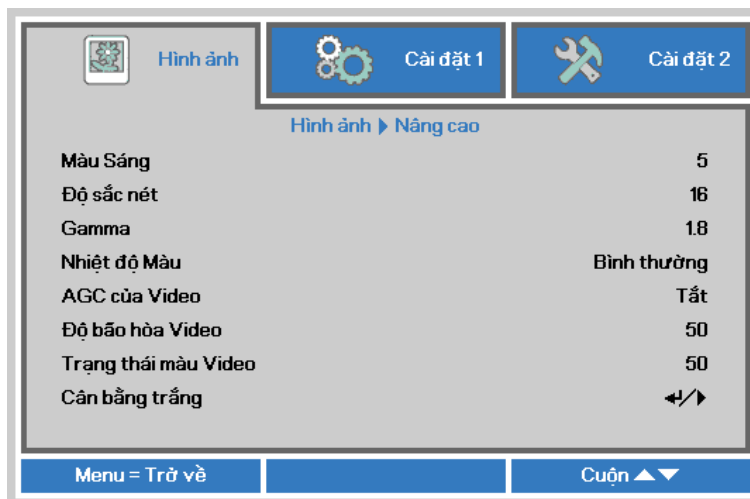 Hình ảnh
Cài đặt 1
Cài đặt 2
Hình ảnh Nâng cao
Màu Sáng 5
Độ sắc nét 16
Gamma 1.8
Nhiệt độ Màu Bình thường
AGC của Video Tắt
Độ bão hòa Video 50
Trạng thái màu Video 50
Cân bằng trắng ↵/▶
Menu = Trở về
Cuộn ▲▼